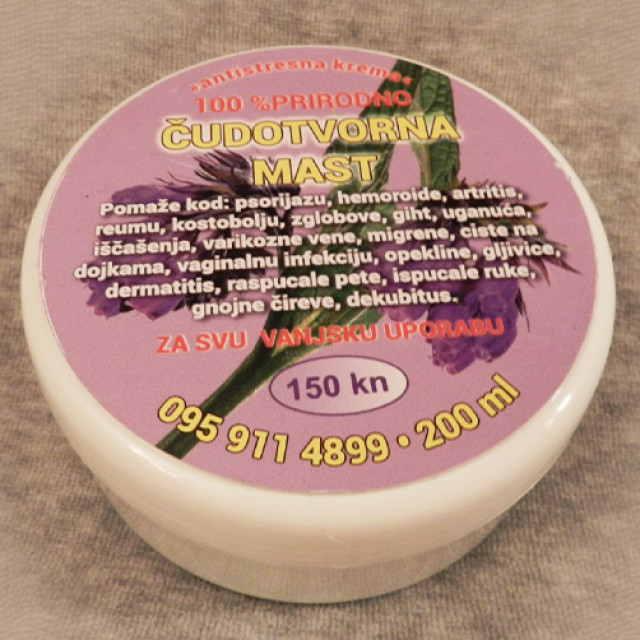 »antistresna krema«
100 %PRIRODNO
ČUDOTVORNA
MAST
Pomaže kod: psorijazu, hemoroide, artritis,
reumu, kostobolju, zglobove, giht, uganuća,
iščašenja, varikozne vene, migrene, ciste na
dojkama, vaginalnu infekciju, opekline, gljivice,
dermatitis, raspucale pete, ispucale ruke,
gnojne čireve, dekubitus.
ZA SVU VANJSKU UPORABU
150 kn
095 911 4899 • 200 ml